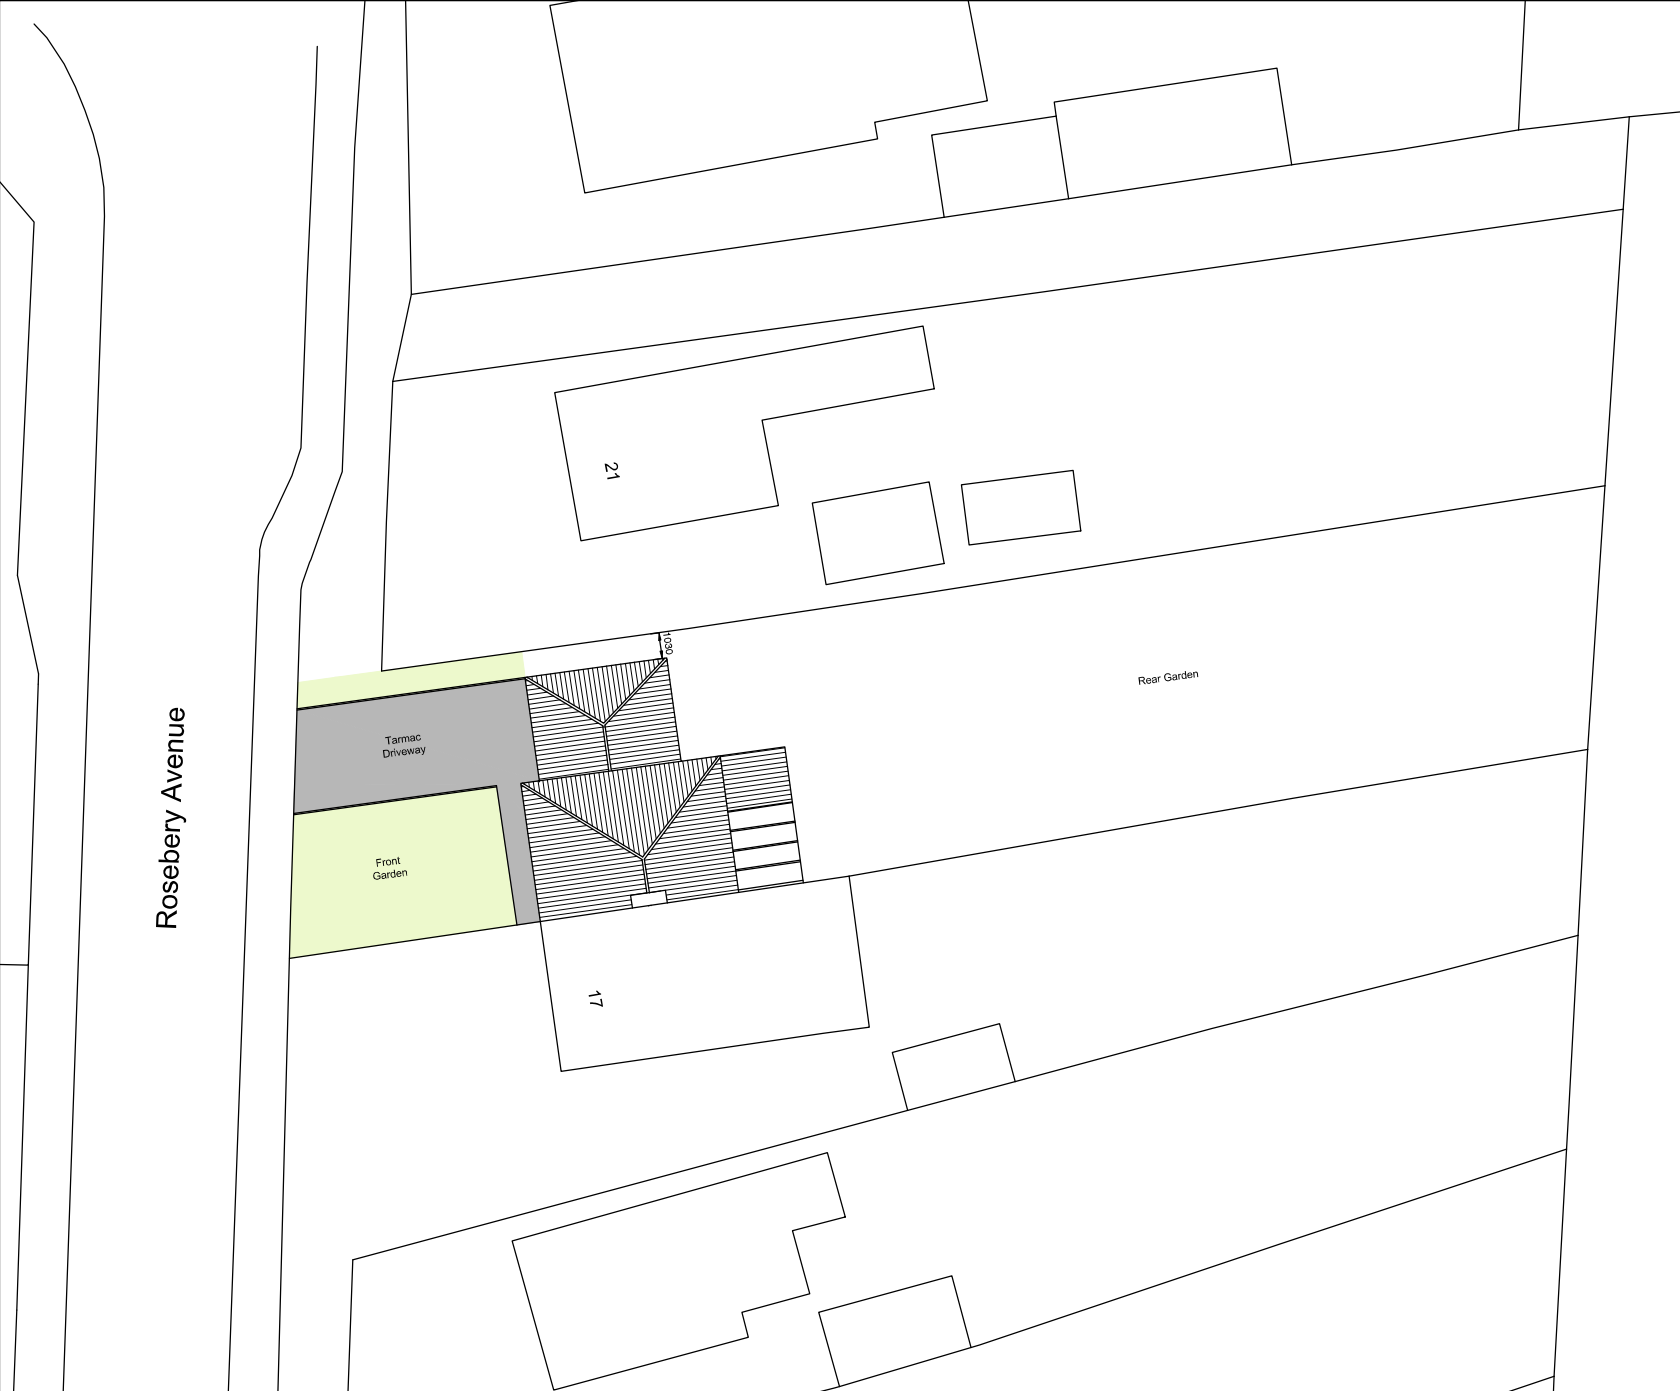 21
1030
Rear Garden
Tarmac
Driveway
Front
Garden
Rosebery Avenue
17